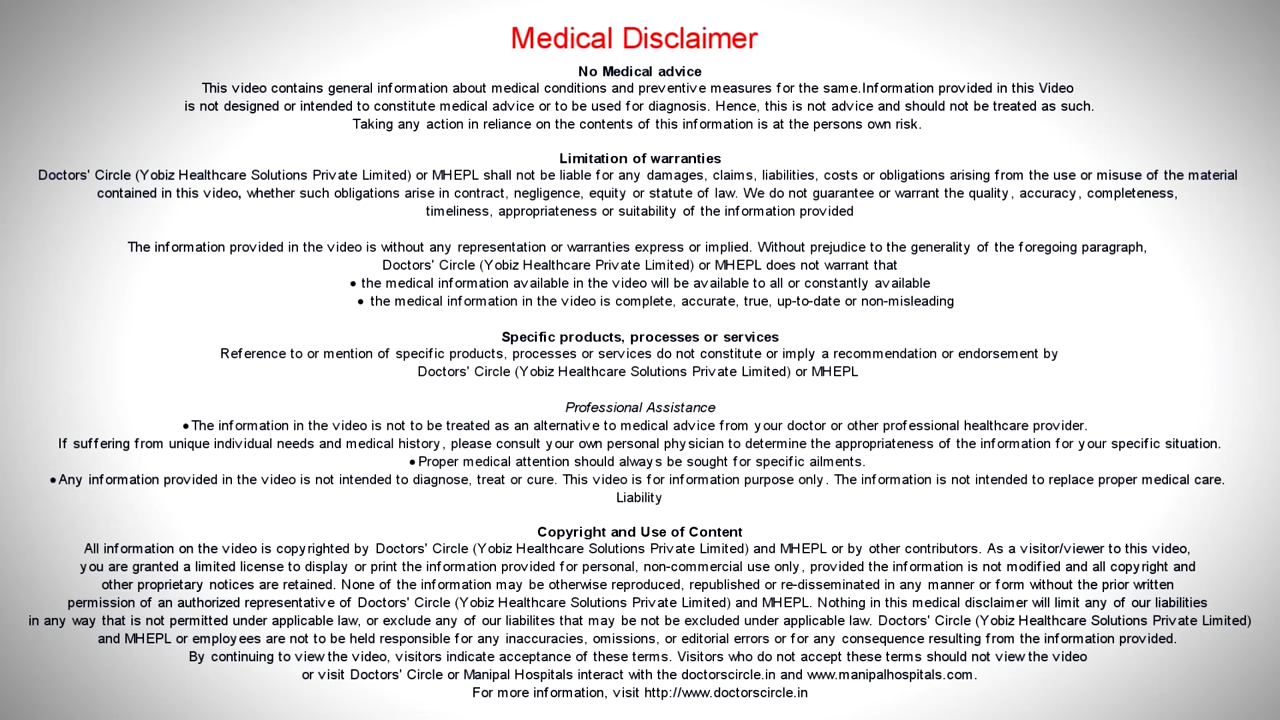 Medical Disclaimer
No Medical advice
This video contains general information about medical conditions and preventive measures for the same.Information provided in this Video
is not designed or intended to constitute medical advice or to be used for diagnosis. Hence, this is not advice and should not be treated as such.
Taking any action in reliance on the contents of this information is at the persons own risk.
Limitation of warranties
Doctors' Circle (Yobiz Healthcare Solutions Private Limited) or MHEPL shall not be liable for any damages, claims, liabilities, costs or obligations arising from the use or misuse of the material
contained in this video, whether such obligations arise in contract, negligence, equity or statute of law. We do not guarantee or warrant the quality, accuracy, completeness,
timeliness, appropriateness or suitability of the information provided
The information provided in the video is without any representation or warranties express or implied. Without prejudice to the generality of the foregoing paragraph,
Doctors' Circle (Yobiz Healthcare Private Limited) or MHEPL does not warrant that
• the medical information available in the video will be available to all or constantly available
• the medical information in the video is complete, accurate, true, up-to-date or non-misleading
Specific products, processes or services
Reference to or mention of specific products, processes or services do not constitute or imply a recommendation or endorsement by
Doctors' Circle (Yobiz Healthcare Solutions Private Limited) or MHEPL
Professional Assistance
•The information in the video is not to be treated as an alternative to medical advice from your doctor or other professional healthcare provider.
If suffering from unique individual needs and medical history, please consult your own personal physician to determine the appropriateness of the information for your specific situation.
•Proper medical attention should always be sought for specific ailments.
•Any information provided in the video is not intended to diagnose, treat or cure. This video is for information purpose only. The information is not intended to replace proper medical care.
Liability
Copyright and Use of Content
All information on the video is copyrighted by Doctors' Circle (Yobiz Healthcare Solutions Private Limited) and MHEPL or by other contributors. As a visitor/viewer to this video,
you are granted a limited license to display or print the information provided for personal, non-commercial use only, provided the information is not modified and all copyright and
other proprietary notices are retained. None of the information may be otherwise reproduced, republished or re-disseminated in any manner or form without the prior written
permission of an authorized representative of Doctors' Circle (Yobiz Healthcare Solutions Private Limited) and MHEPL. Nothing in this medical disclaimer will limit any of our liabilities
in any way that is not permitted under applicable law, or exclude any of our liabilites that may be not be excluded under applicable law. Doctors' Circle (Yobiz Healthcare Solutions Private Limited)
and MHEPL or employees are not to be held responsible for any inaccuracies, omissions, or editorial errors or for any consequence resulting from the information provided.
By continuing to view the video, visitors indicate acceptance of these terms. Visitors who do not accept these terms should not view the video
or visit Doctors' Circle or Manipal Hospitals interact with the doctorscircle.in and www.manipalhospitals.com.
For more information, visit http://www.doctorscircle.in